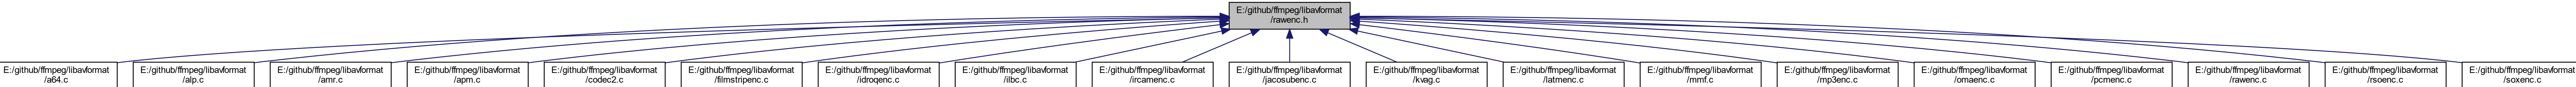 E:/github/ffmpeg/libavformat
/rawenc.h
E:/github/ffmpeg/libavformat
/a64.c
E:/github/ffmpeg/libavformat
/alp.c
E:/github/ffmpeg/libavformat
/amr.c
E:/github/ffmpeg/libavformat
/apm.c
E:/github/ffmpeg/libavformat
/codec2.c
E:/github/ffmpeg/libavformat
/filmstripenc.c
E:/github/ffmpeg/libavformat
/idroqenc.c
E:/github/ffmpeg/libavformat
/ilbc.c
E:/github/ffmpeg/libavformat
/ircamenc.c
E:/github/ffmpeg/libavformat
/jacosubenc.c
E:/github/ffmpeg/libavformat
/kvag.c
E:/github/ffmpeg/libavformat
/latmenc.c
E:/github/ffmpeg/libavformat
/mmf.c
E:/github/ffmpeg/libavformat
/mp3enc.c
E:/github/ffmpeg/libavformat
/omaenc.c
E:/github/ffmpeg/libavformat
/pcmenc.c
E:/github/ffmpeg/libavformat
/rawenc.c
E:/github/ffmpeg/libavformat
/rsoenc.c
E:/github/ffmpeg/libavformat
/soxenc.c